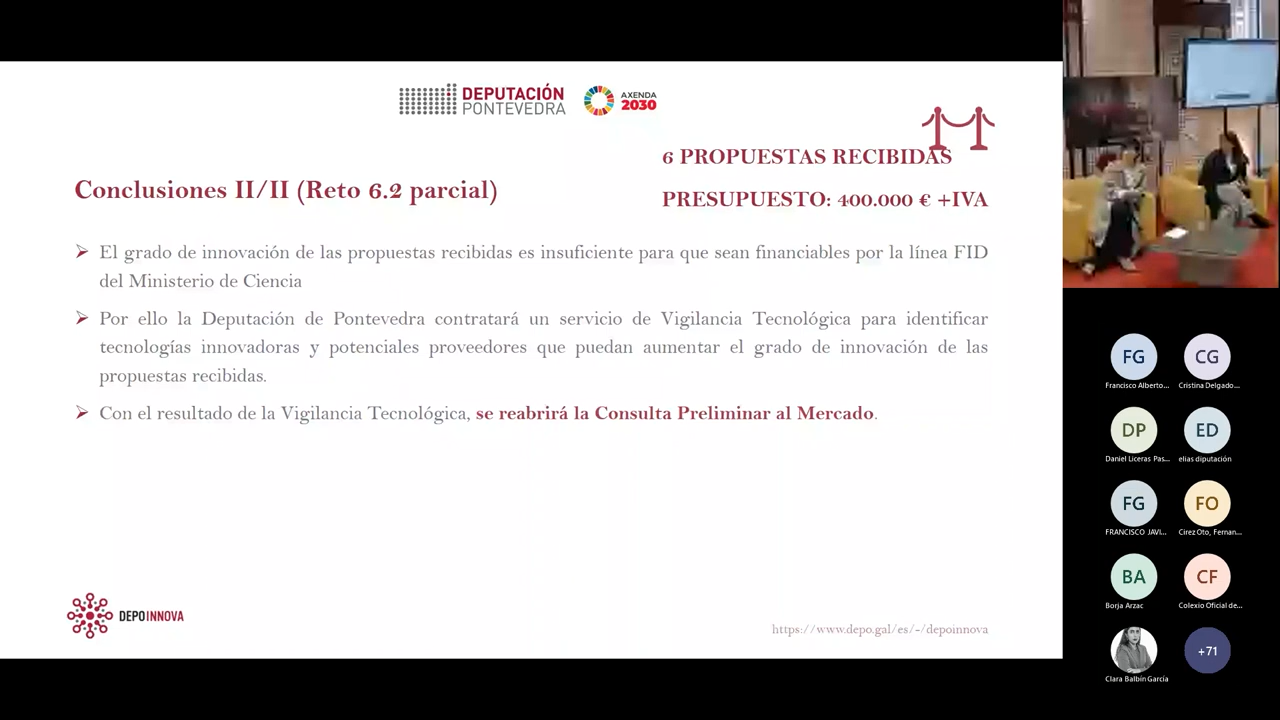 DEPUTACIÓN
PONTEVEDRA
AXENDA
2030
6 PROPUESTAS RECIBIDAS
PRESUPUESTO: 400.000 € +IVA
Conclusiones II/II (Reto 6.2 parcial)
El grado de innovación de las propuestas recibidas es insuficiente para que sean financiables por la línea FID
del Ministerio de Ciencia
Por ello la Deputación de Pontevedra contratará un servicio de Vigilancia Tecnológica para identificar
tecnologías innovadoras y potenciales proveedores que puedan aumentar el grado de innovación de las
propuestas recibidas.
Con el resultado de la Vigilancia Tecnológica, se reabrirá la Consulta Preliminar al Mercado.
DEPOINNOVA
https://www.depo.gal/es/-/depoinnova
FG
CG
Francisco Alberto...
Cristina Delgado...
DP
ED
Daniel Liceras Pas...
elias diputación
FG
FO
FRANCISCO JAVI...
Cirez Oto, Fernan...
BA
CF
Borja Arzac
Colexio Oficial de...
+71
Clara Balbín García